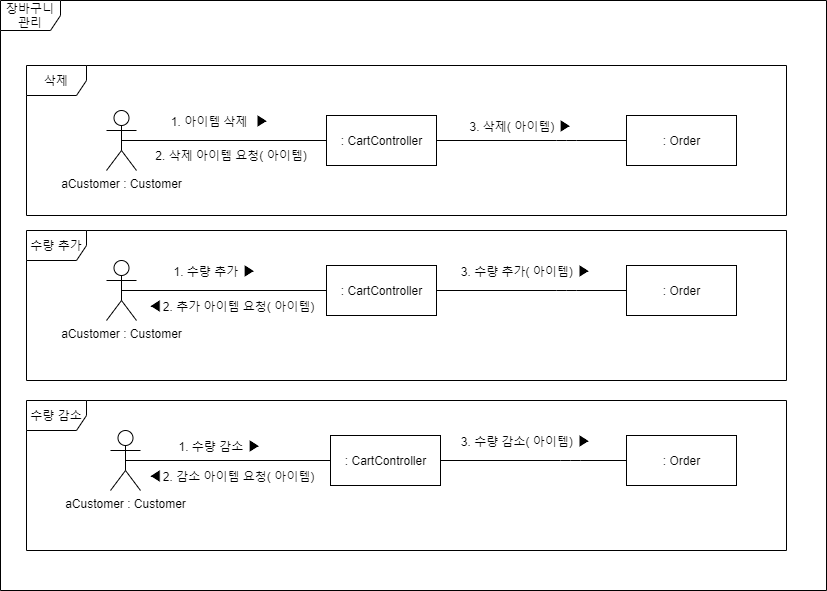 장바구니
관리
삭제
1. 아이템 삭제 ▶
2. 삭제 아이템 요청( 아이템)
aCustomer : Customer
: CartController
3. 삭제( 아이템) ▶
: Order
수량 추가
1. 수량 추가 ▶
◀ 2. 추가 아이템 요청( 아이템)
aCustomer : Customer
: CartController
3. 수량 추가( 아이템) ▶
: Order
수량 감소
1. 수량 감소 ▶
◀ 2. 감소 아이템 요청( 아이템)
aCustomer : Customer
: CartController
3. 수량 감소( 아이템) ▶
: Order